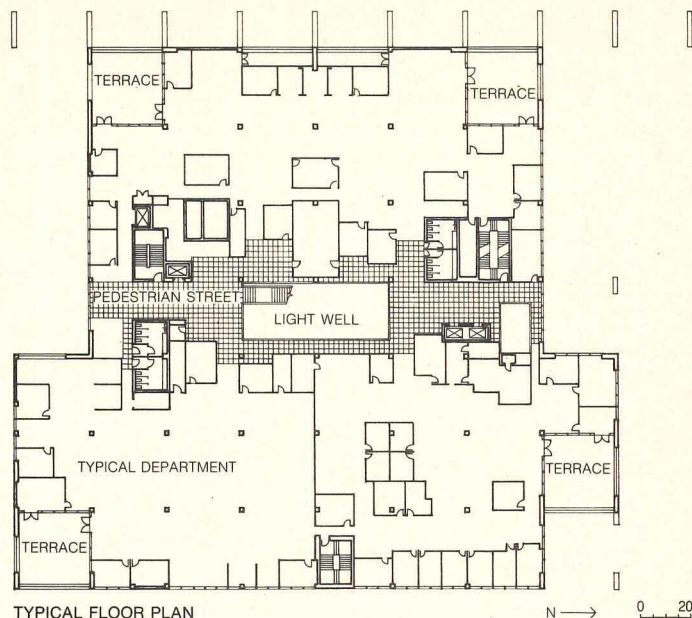 TERRACE
TERRACE
PEDESTRIAN STREET
LIGHT WELL
TYPICAL DEPARTMENT
TERRACE
TERRACE
TYPICAL FLOOR PLAN
N
0 20